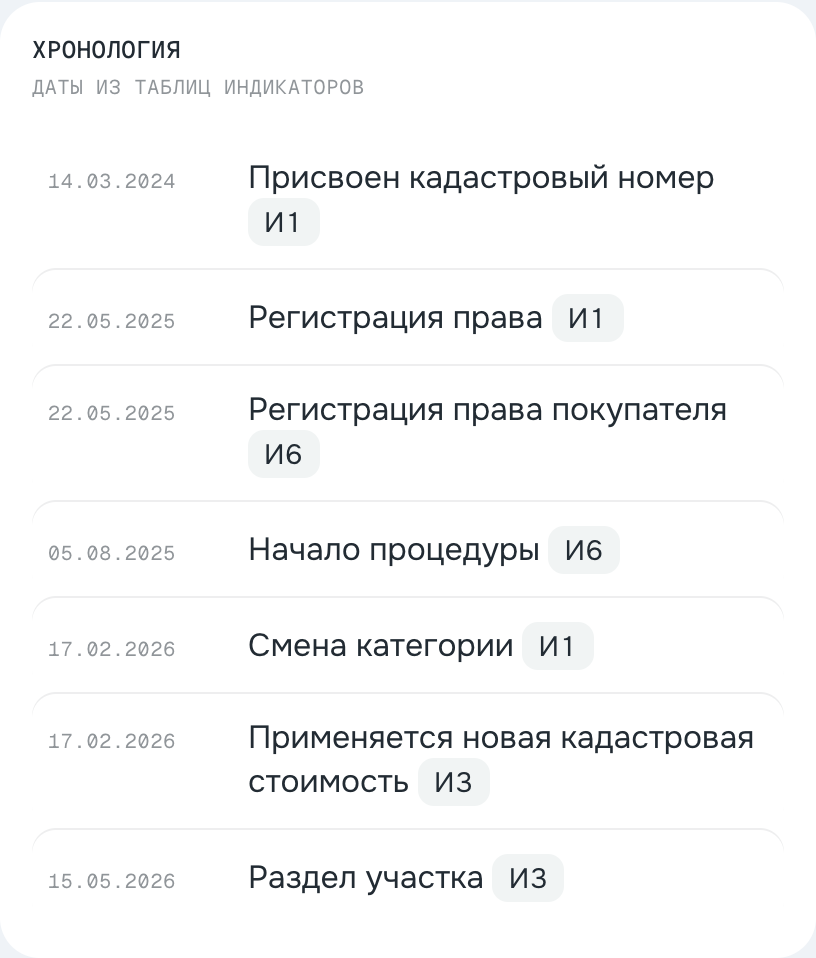 ХРОНОЛОГИЯ
ДАТЫ ИЗ ТАБЛИЦ ИНДИКАТОРОВ
14.03.2024 Присвоен кадастровый номер
И1
22.05.2025 Регистрация права И1
22.05.2025 Регистрация права покупателя
И6
05.08.2025 Начало процедуры И6
17.02.2026 Смена категории И1
17.02.2026 Применяется новая кадастровая
стоимость И3
15.05.2026 Раздел участка И3